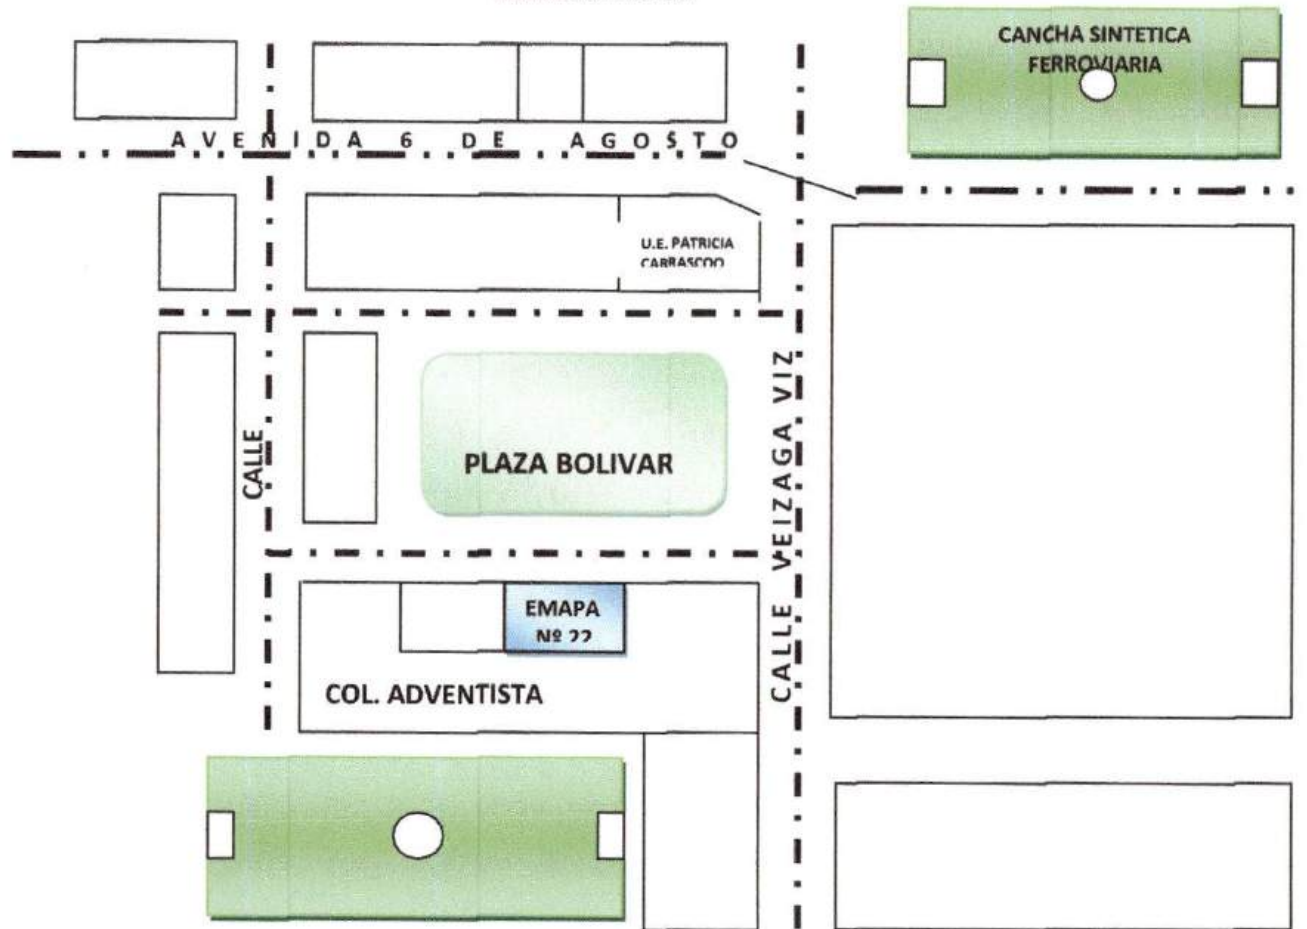 CANCHA SINTETICA
FERROVIARIA
AVENIDA 6 DE AGOSTO
U.E. PATRICIA
CARRASCOO
CALLE
PLAZA BOLIVAR
CALLE VEIZAGA VIZ
EMAPA
Nº 22
COL. ADVENTISTA